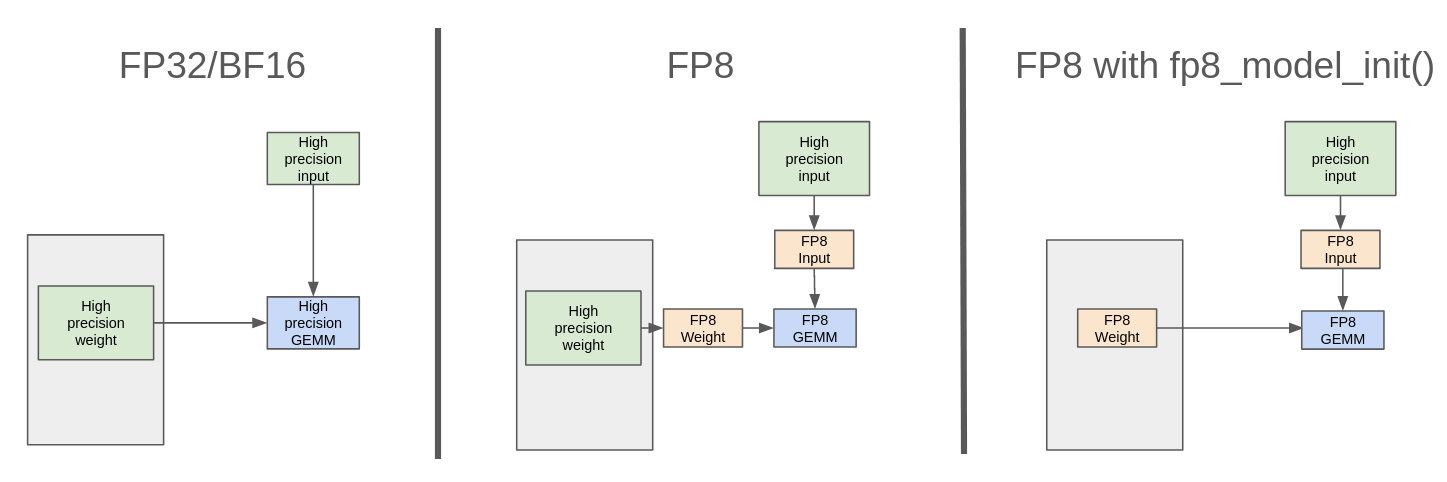 FP32/BF16
High
precision
input
High
precision
weight
High
precision
GEMM
FP8
High
precision
input
FP8
Input
High
precision
weight
FP8
Weight
FP8
GEMM
FP8 with fp8_model_init()
High
precision
input
FP8
Input
FP8
Weight
FP8
GEMM